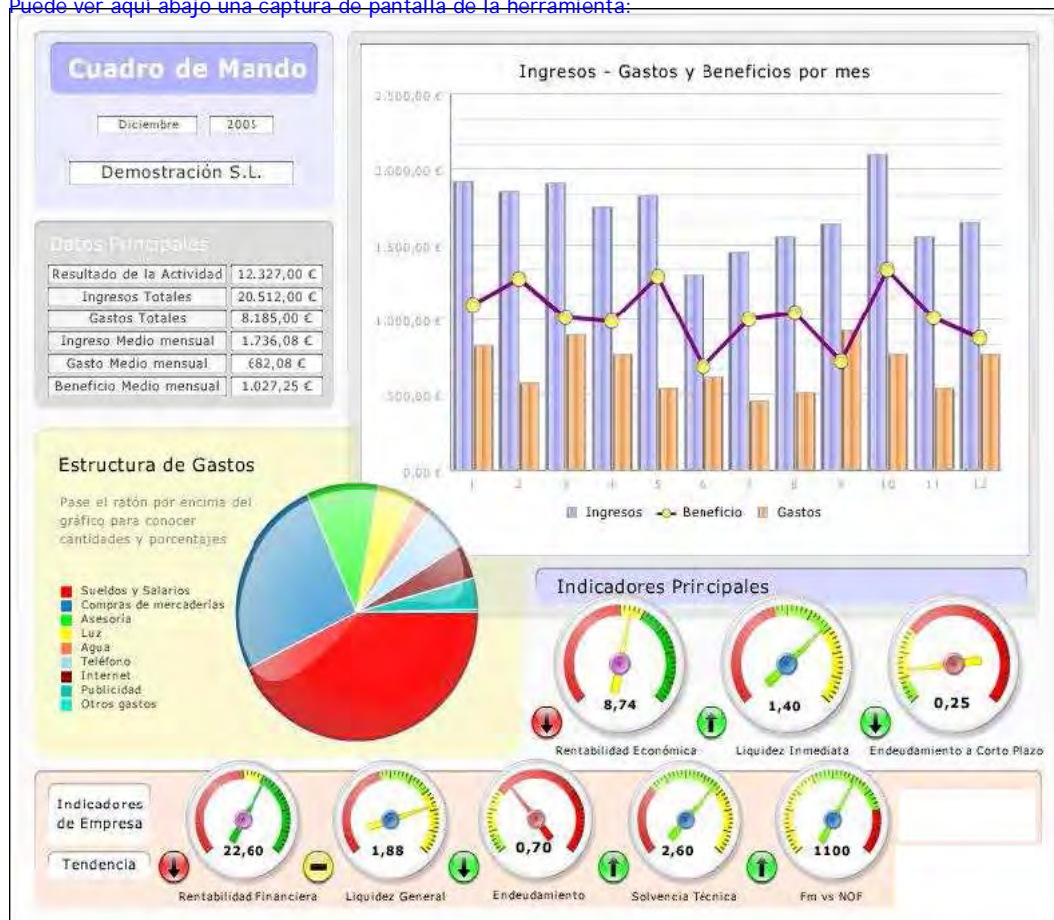 Puede ver aquí abajo una captura de pantalla de la herramienta:
Cuadro de Mando
Diciembre 2005
Demostración S.L.
Datos Principales
Resultado de la Actividad 12.327,00 €
Ingresos Totales 20.512,00 €
Gastos Totales 8.185,00 €
Ingreso Medio mensual 1.736,08 €
Gasto Medio mensual 682,08 €
Beneficio Medio mensual 1.027,25 €
Ingresos - Gastos y Beneficios por mes
2.500,00 €
2.000,00 €
1.500,00 €
1.000,00 €
500,00 €
0,00 €
1 2 3 4 5 6 7 8 9 10 11 12
Ingresos Beneficio Gastos
Estructura de Gastos
Pase el ratón por encima del
gráfico para conocer
cantidades y porcentajes
Sueldos y Salarios
Compras de mercaderías
Asesoría
Luz
Agua
Teléfono
Internet
Publicidad
Otros gastos
Indicadores Principales
8,74
1,40
0,25
Rentabilidad Económica
Liquidez Inmediata
Endeudamiento a Corto Plazo
Indicadores
de Empresa
Tendencia
22,60
1,88
0,70
2,60
1100
Rentabilidad Financiera
Liquidez General
Endeudamiento
Solvencia Técnica
Fm vs NOF